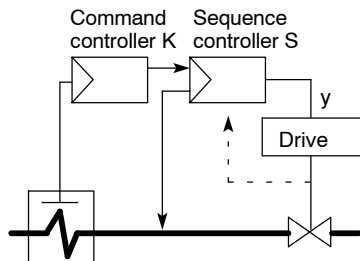 Command
controller K
Sequence
controller S
y
Drive